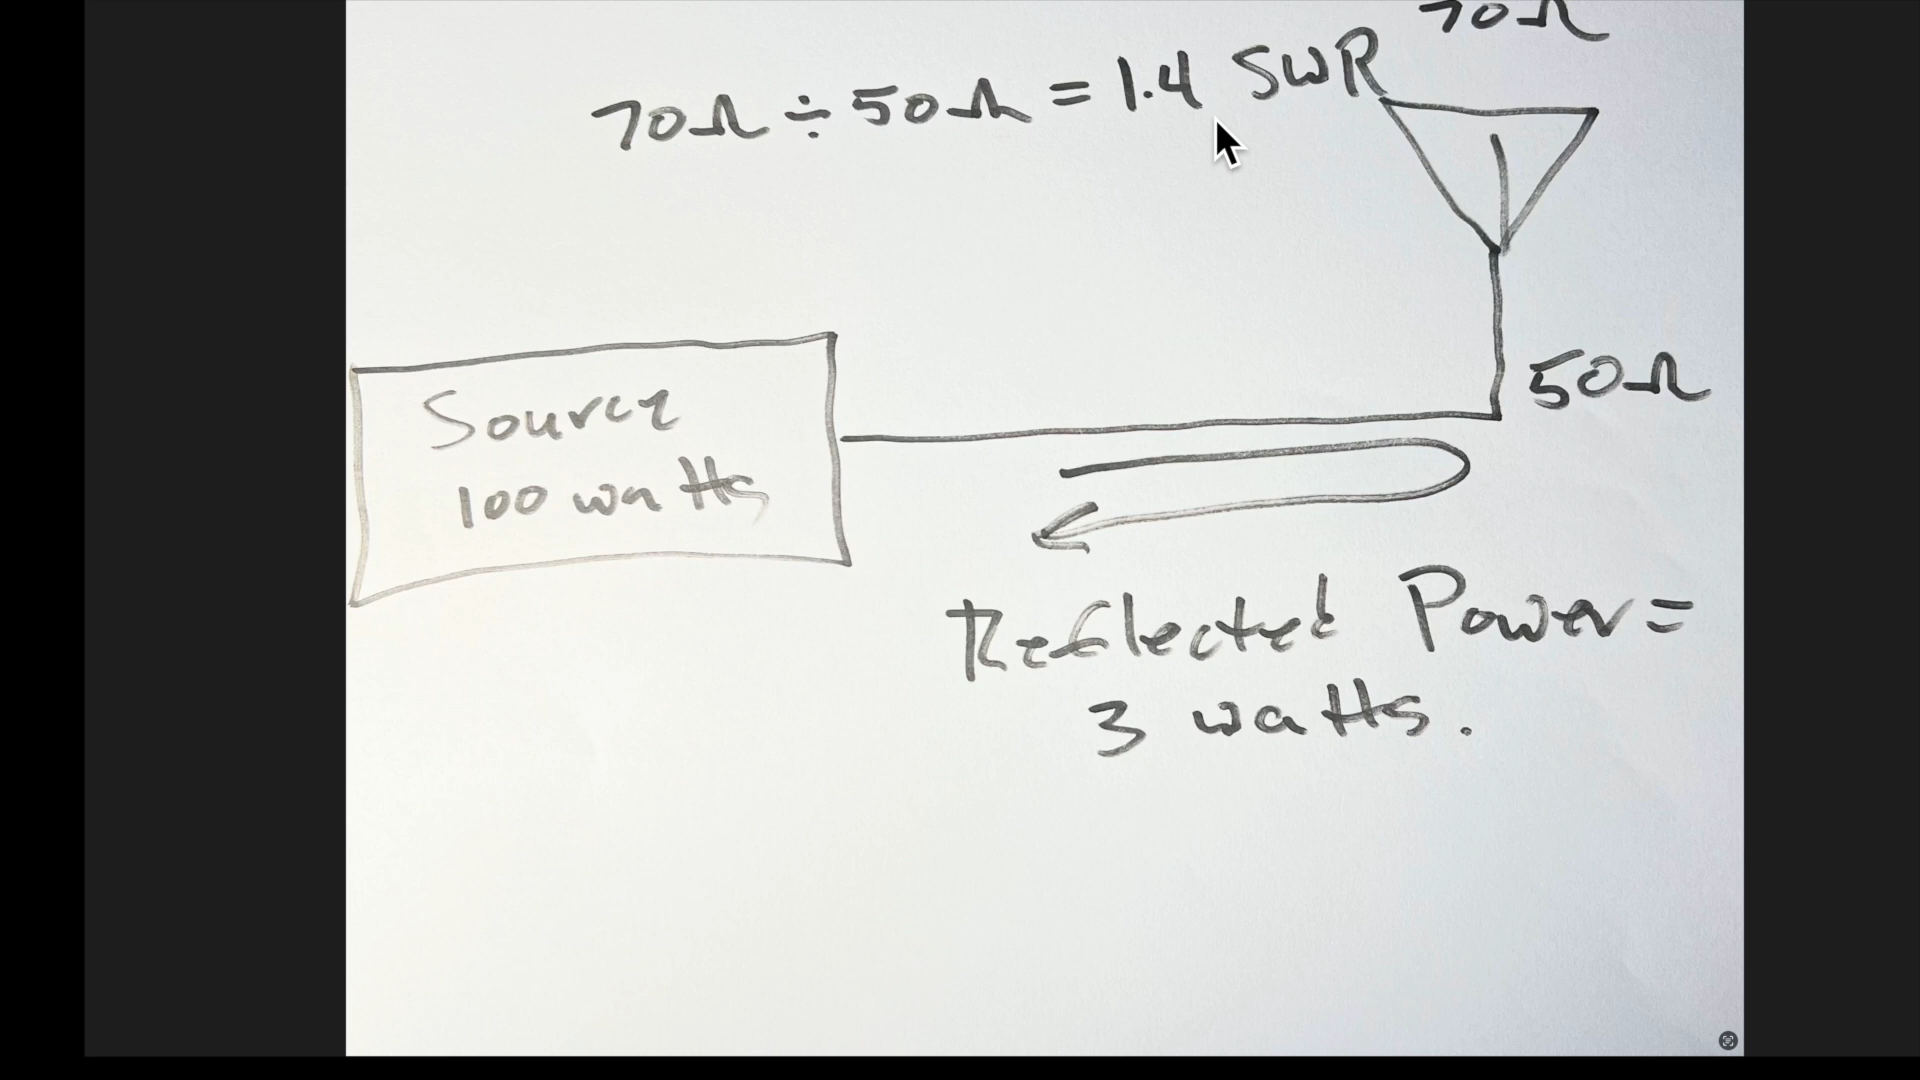 70Ω
70Ω ÷ 50Ω = 1.4 SWR
Source
100 watts
50Ω
Reflected Power =
3 watts.